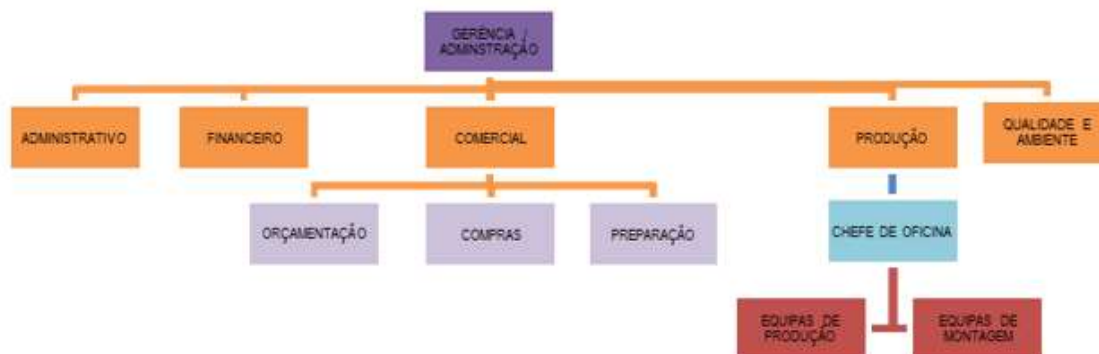 GERÊNCIA /
ADMINSTRAÇÃO
ADMINISTRATIVO
FINANCEIRO
COMERCIAL
PRODUÇÃO
QUALIDADE E
AMBIENTE
ORÇAMENTAÇÃO
COMPRAS
PREPARAÇÃO
CHEFE DE OFICINA
EQUIPAS DE
PRODUÇÃO
EQUIPAS DE
MONTAGEM